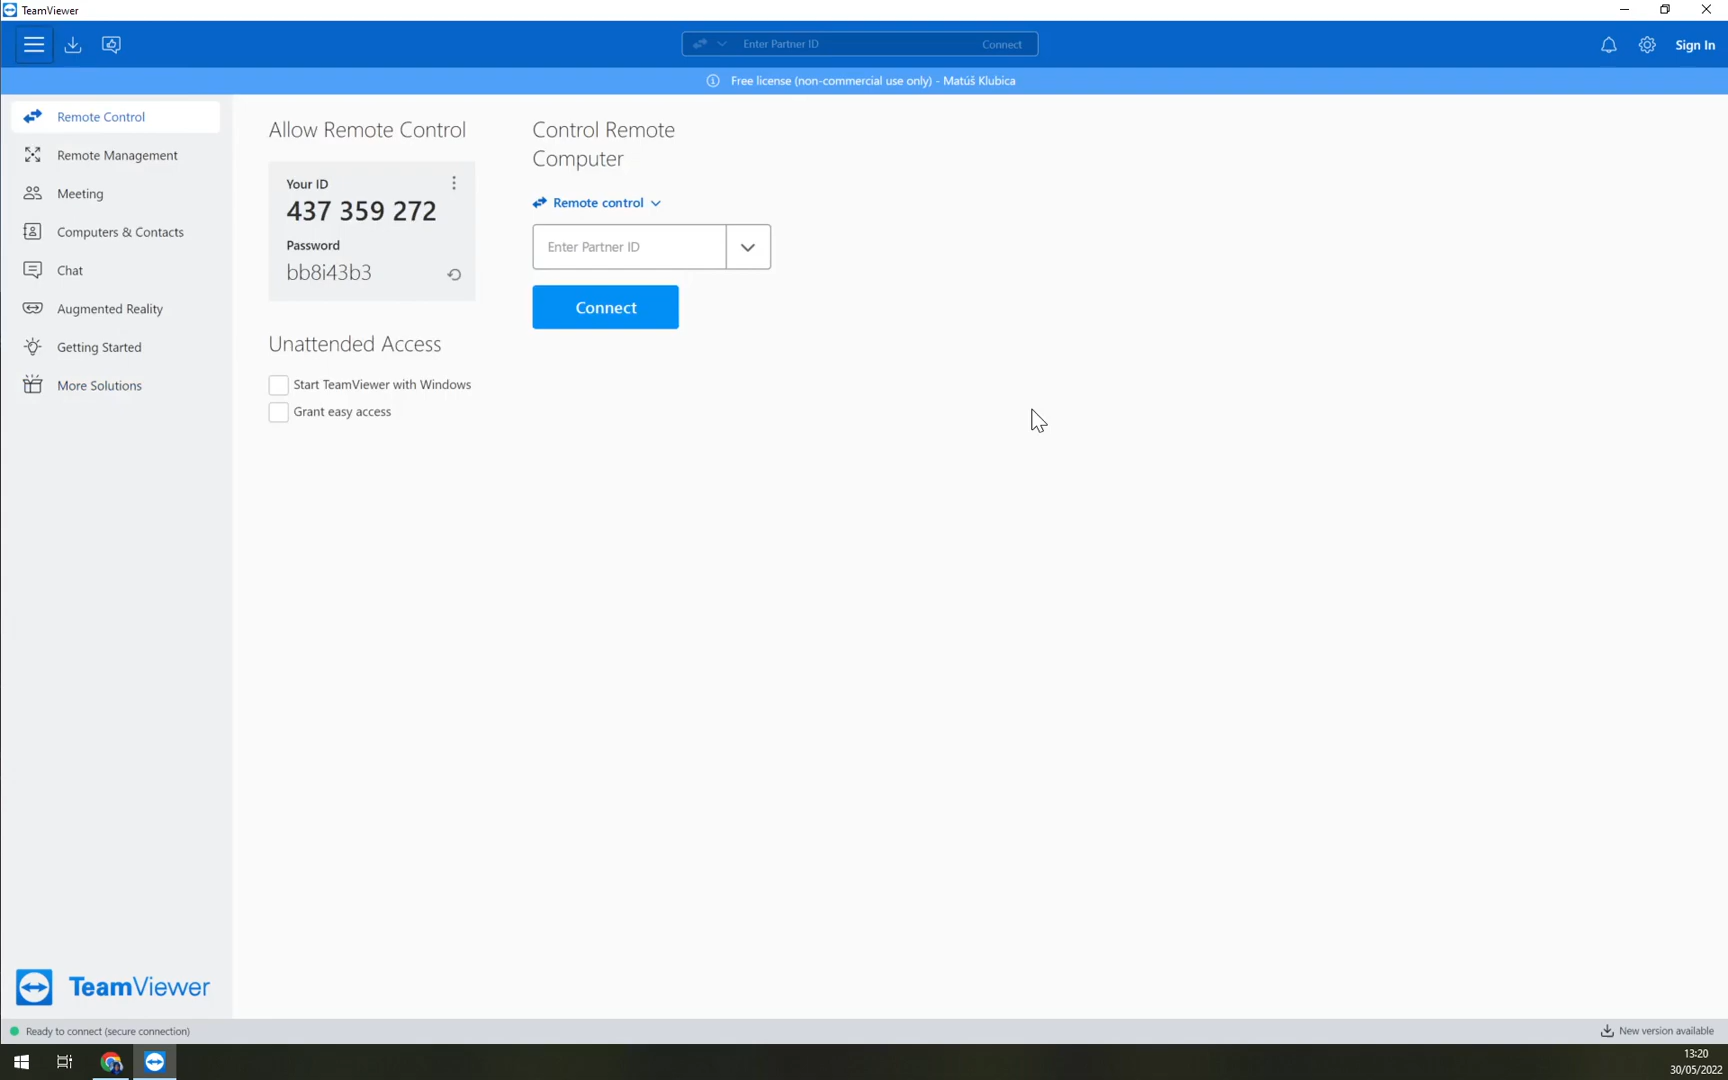 TeamViewer
Enter Partner ID
Connect
Sign In
Free license (non-commercial use only) - Matúš Klubica
Remote Control
Remote Management
Meeting
Computers & Contacts
Chat
Augmented Reality
Getting Started
More Solutions
Allow Remote Control
Your ID
437 359 272
Password
bb8i43b3
Unattended Access
Start TeamViewer with Windows
Grant easy access
Control Remote
Computer
Remote control
Enter Partner ID
Connect
TeamViewer
Ready to connect (secure connection)
New version available
13:20
30/05/2022